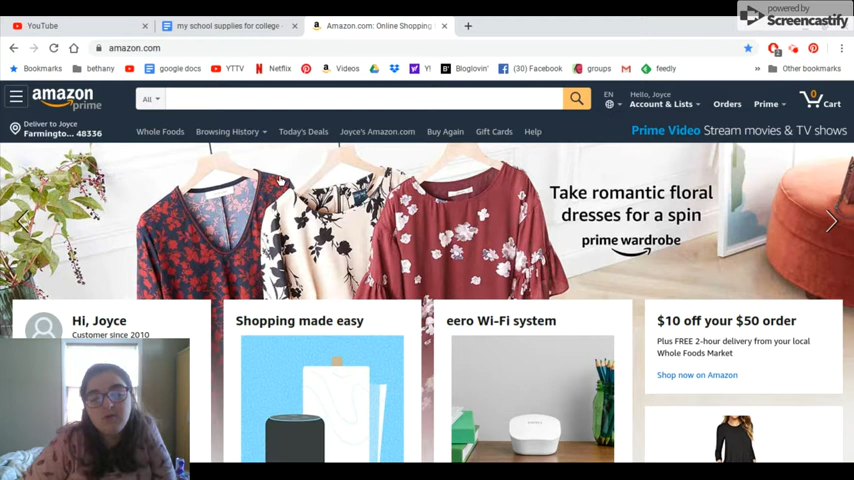 powered by
Screencastify
YouTube
my school supplies for college -
Amazon.com: Online Shopping
amazon.com
Bookmarks
bethany
google docs
YTTV
Netflix
Videos
Y!
Bloglovin'
(30) Facebook
groups
feedly
Other bookmarks
amazon
prime
All
EN
Hello, Joyce
Account & Lists
Orders
Prime
0
Cart
Deliver to Joyce
Farmingto... 48336
Whole Foods
Browsing History
Today's Deals
Joyce's Amazon.com
Buy Again
Gift Cards
Help
Prime Video Stream movies & TV shows
Take romantic floral
dresses for a spin
prime wardrobe
Hi, Joyce
Customer since 2010
Shopping made easy
eero Wi-Fi system
$10 off your $50 order
Plus FREE 2-hour delivery from your local
Whole Foods Market
Shop now on Amazon